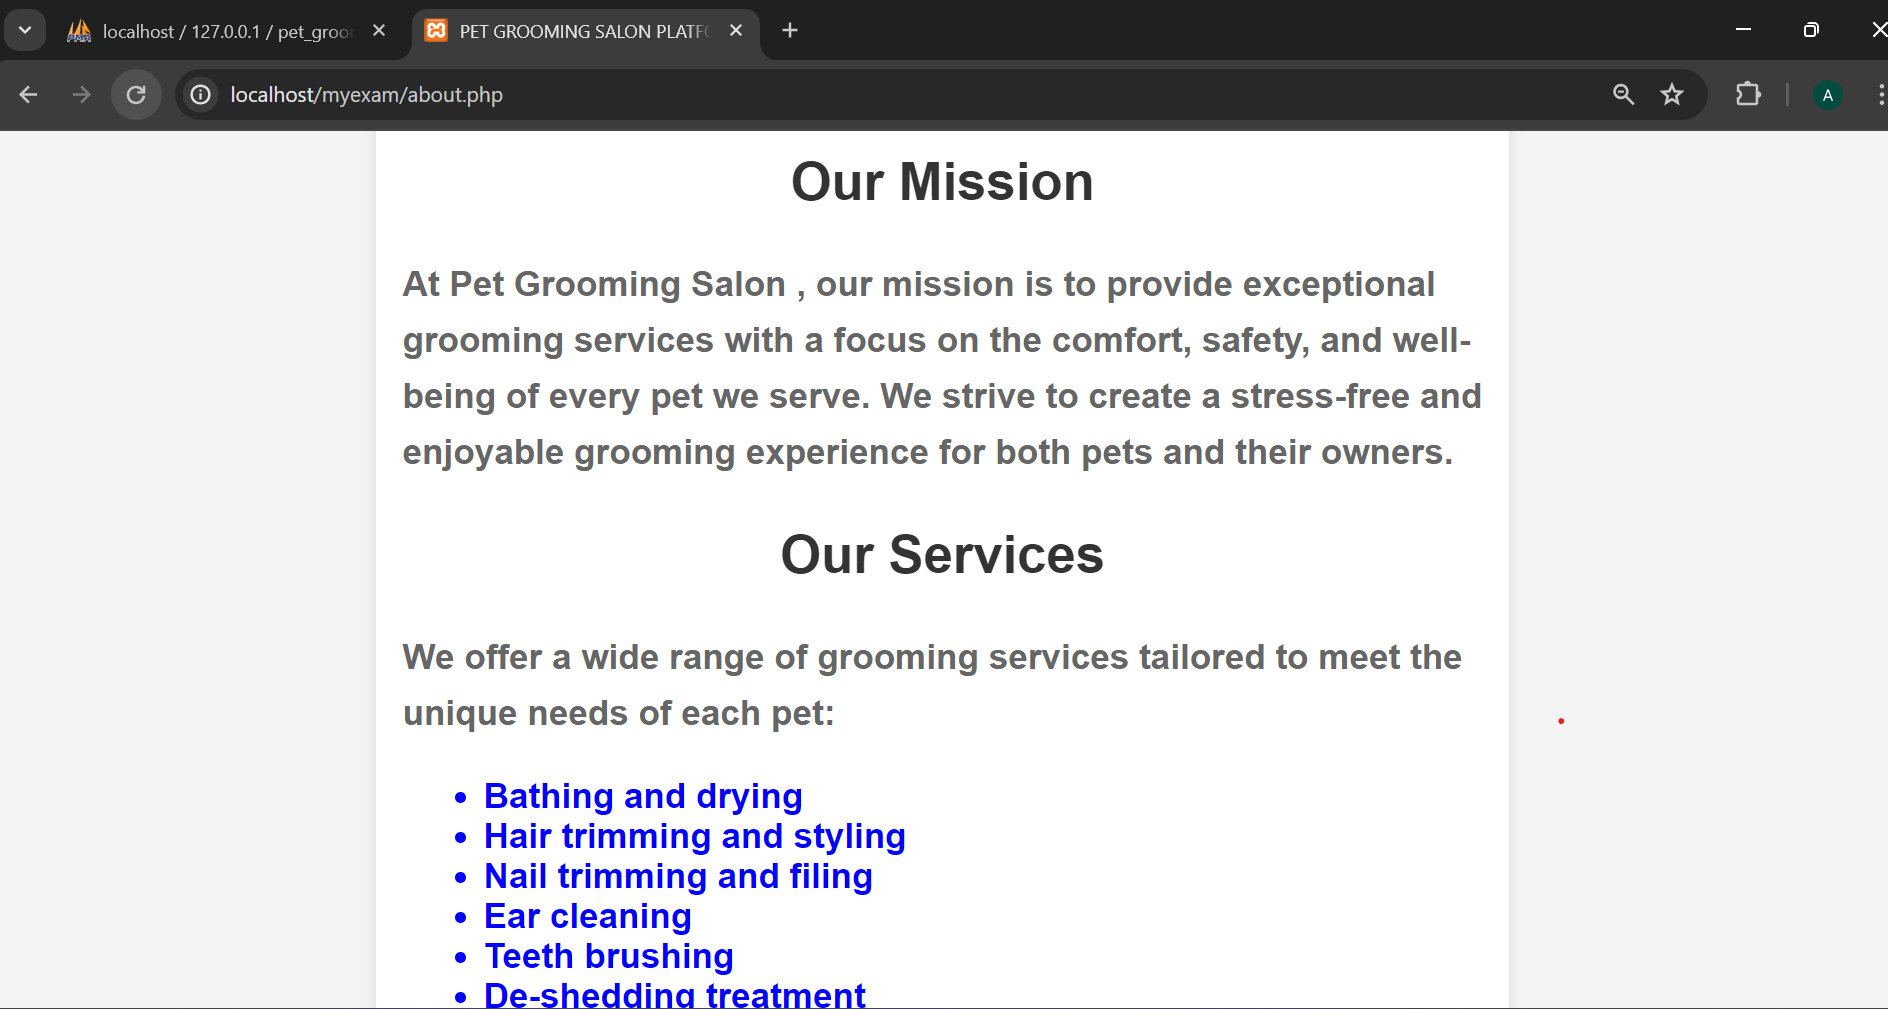 localhost / 127.0.0.1 / pet_groo
PET GROOMING SALON PLATF
localhost/myexam/about.php
A
Our Mission
At Pet Grooming Salon , our mission is to provide exceptional
grooming services with a focus on the comfort, safety, and well-
being of every pet we serve. We strive to create a stress-free and
enjoyable grooming experience for both pets and their owners.
Our Services
We offer a wide range of grooming services tailored to meet the
unique needs of each pet:
• Bathing and drying
• Hair trimming and styling
• Nail trimming and filing
• Ear cleaning
• Teeth brushing
• De-shedding treatment